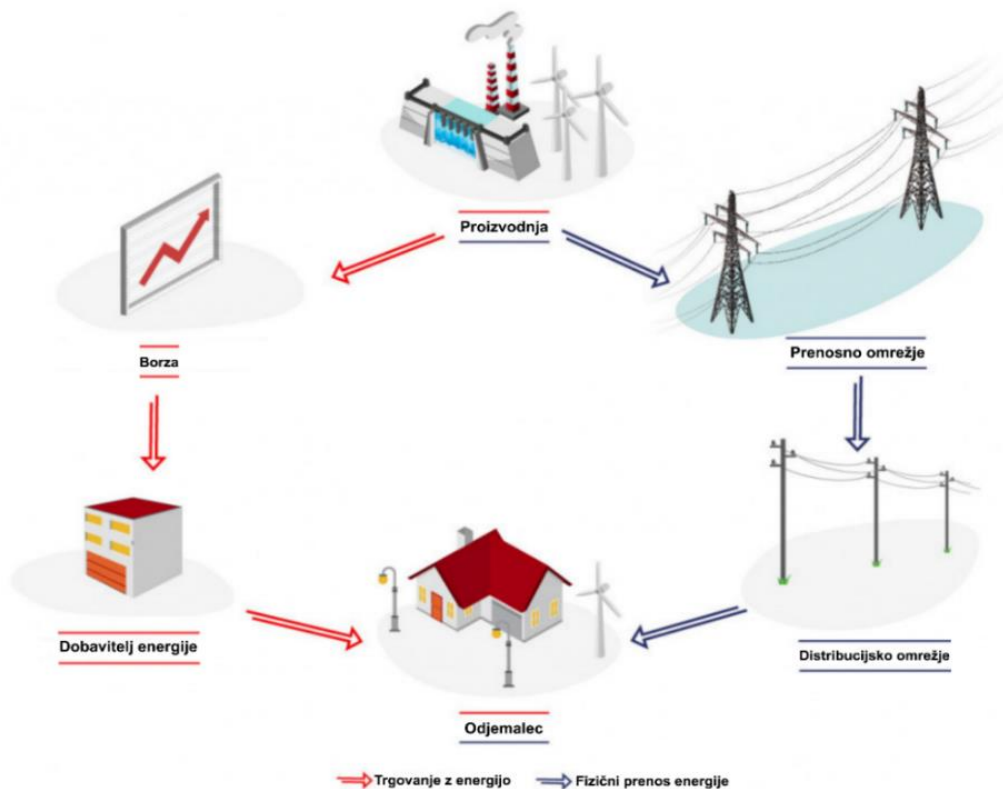 Proizvodnja
Borza
Prenosno omrežje
Dobavitelj energije
Distribucijsko omrežje
Odjemalec
Trgovanje z energijo
Fizični prenos energije